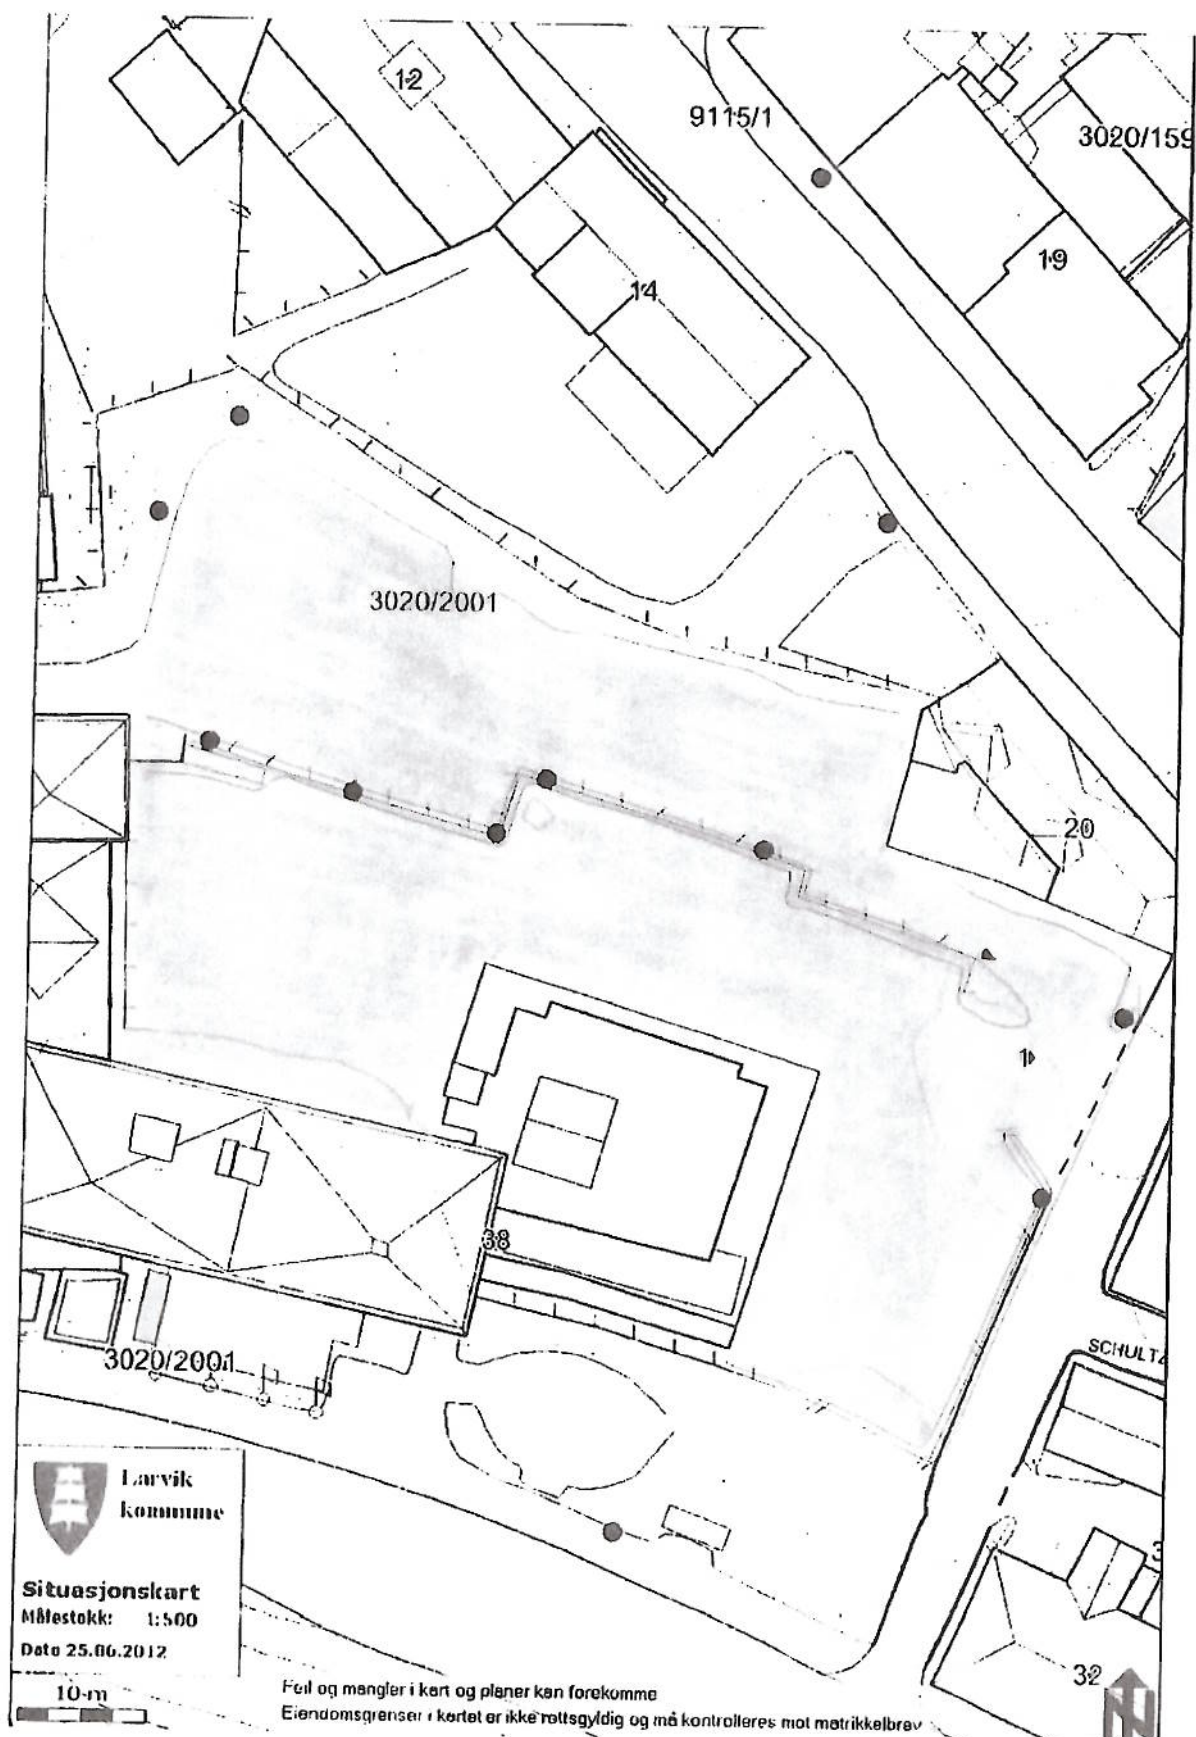 12
9115/1
3020/159
19
14
3020/2001
20
1
68
3020/2001
SCHULTZ
Larvik
kommune
Situasjonskart
Målestokk: 1:500
Dato 25.06.2012
10 m
32
3
N
Feil og mangler i kart og planer kan forekomme
Eiendomsgrenser i kartet er ikke rettsgyldig og må kontrolleres mot matrikkelbrev